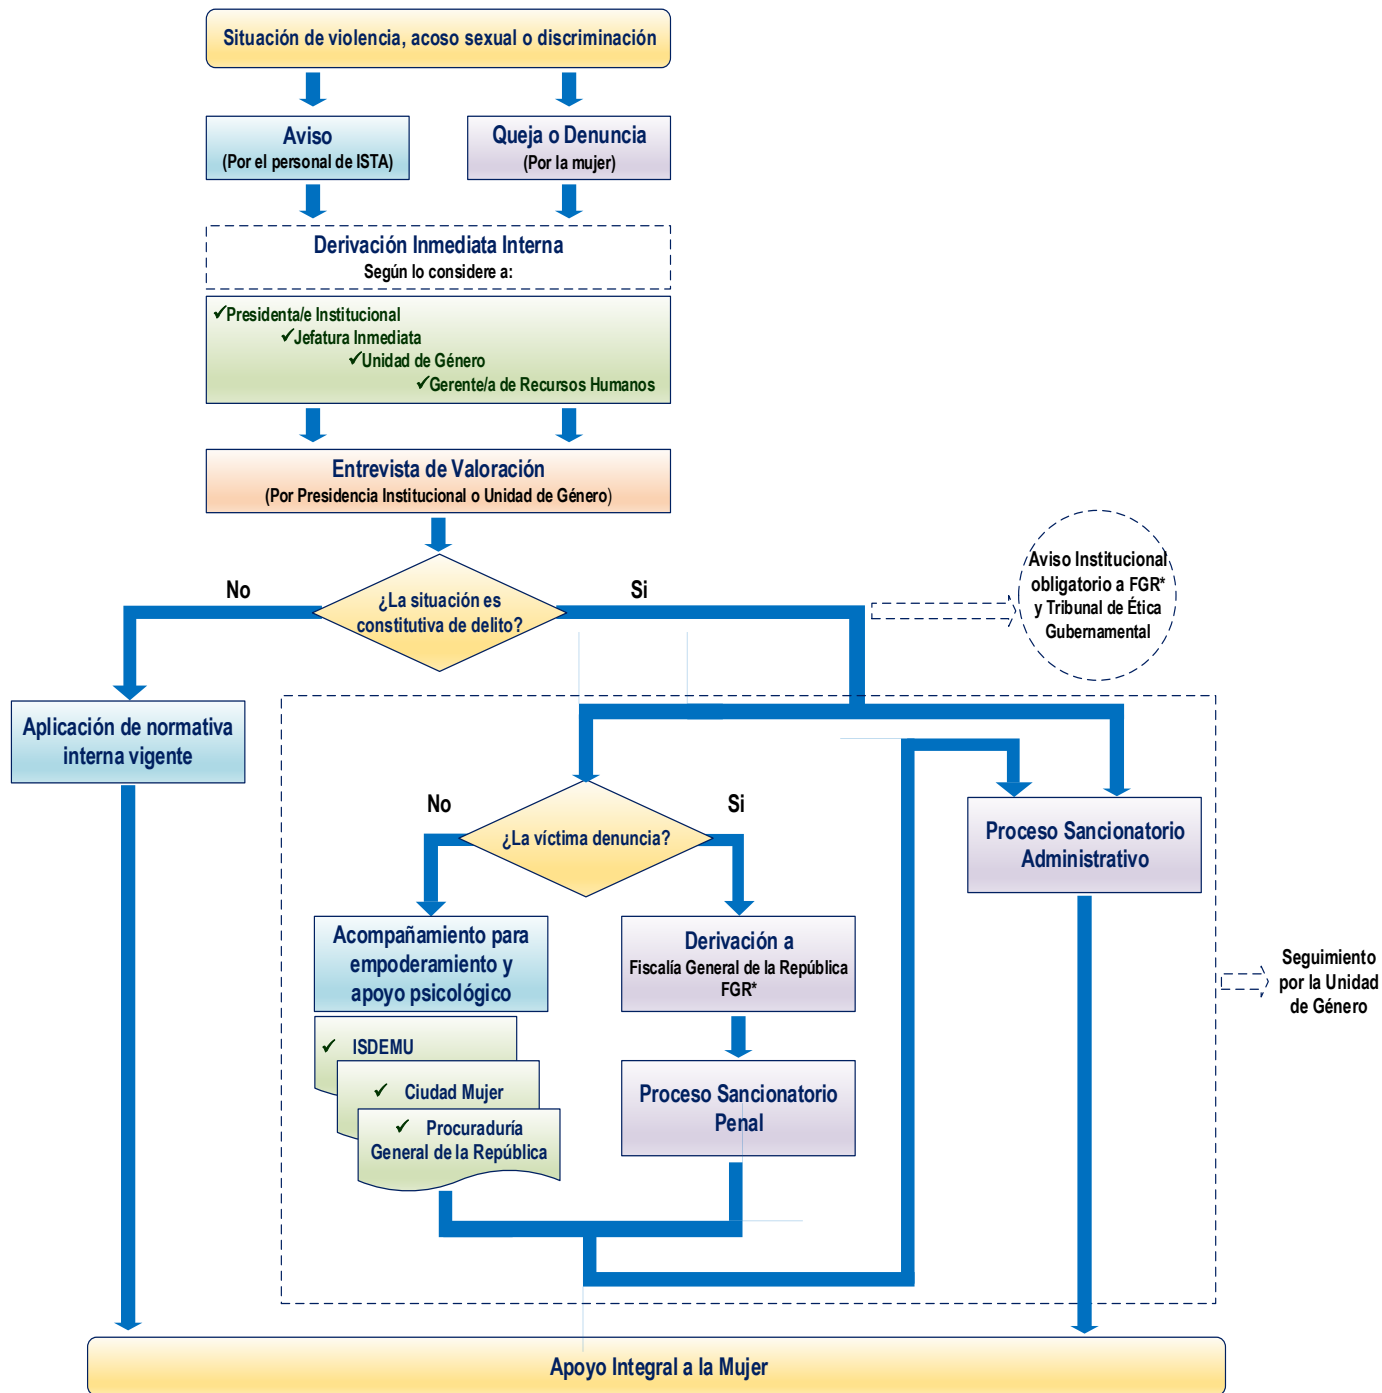 Situación de violencia, acoso sexual o discriminación
Aviso
(Por el personal de ISTA)
Queja o Denuncia
(Por la mujer)
Derivación Inmediata Interna
Según lo considere a:
✓Presidenta/e Institucional
✓Jefatura Inmediata
✓Unidad de Género
✓Gerente/a de Recursos Humanos
Entrevista de Valoración
(Por Presidencia Institucional o Unidad de Género)
Aviso Institucional
obligatorio a FGR*
y Tribunal de Ética
Gubernamental
No
Si
¿La situación es
constitutiva de delito?
Aplicación de normativa
interna vigente
No
Si
¿La víctima denuncia?
Proceso Sancionatorio
Administrativo
Acompañamiento para
empoderamiento y
apoyo psicológico
Derivación a
Fiscalía General de la República
FGR*
Seguimiento
por la Unidad
de Género
✓ ISDEMU
✓ Ciudad Mujer
✓ Procuraduría
General de la República
Proceso Sancionatorio
Penal
Apoyo Integral a la Mujer